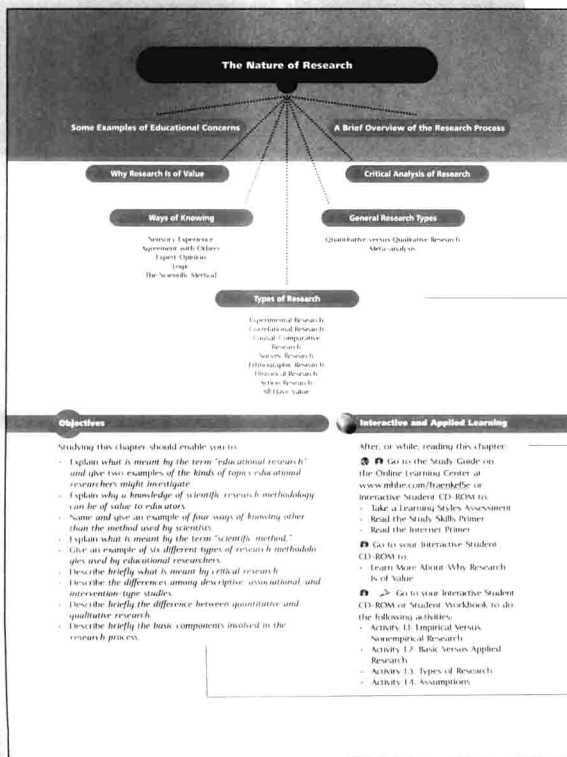 The Nature of Research
Some Examples of Educational Concerns
A Brief Overview of the Research Process
Why Research Is of Value
Critical Analysis of Research
Ways of Knowing
Sensory Experience
Agreement with Others
Expert Opinion
Logic
The Scientific Method
General Research Types
Quantitative versus Qualitative Research
Meta-analysis
Types of Research
Experimental Research
Correlational Research
Causal-Comparative
Research
Survey Research
Ethnographic Research
Historical Research
Action Research
All Have Value
Objectives
Studying this chapter should enable you to:
- Explain what is meant by the term "educational research"
and give two examples of the kinds of topics educational
researchers might investigate.
- Explain why a knowledge of scientific research methodology
can be of value to educators.
- Name and give an example of four ways of knowing other
than the method used by scientists.
- Explain what is meant by the term "scientific method."
- Give an example of six different types of research methodolo-
gies used by educational researchers.
- Describe briefly what is meant by critical research.
- Describe the differences among descriptive, associational, and
intervention-type studies.
- Describe briefly the difference between quantitative and
qualitative research.
- Describe briefly the basic components involved in the
research process.
Interactive and Applied Learning
After, or while, reading this chapter:
Go to the Study Guide on
the Online Learning Center at
www.mhhe.com/fraenkel5e or
Interactive Student CD-ROM to:
- Take a Learning Styles Assessment
- Read the Study Skills Primer
- Read the Internet Primer
Go to your Interactive Student
CD-ROM to:
- Learn More About Why Research
Is of Value
Go to your Interactive Student
CD-ROM or Student Workbook to do
the following activities:
- Activity 1.1: Empirical Versus
Nonempirical Research
- Activity 1.2: Basic Versus Applied
Research
- Activity 1.3: Types of Research
- Activity 1.4: Assumptions